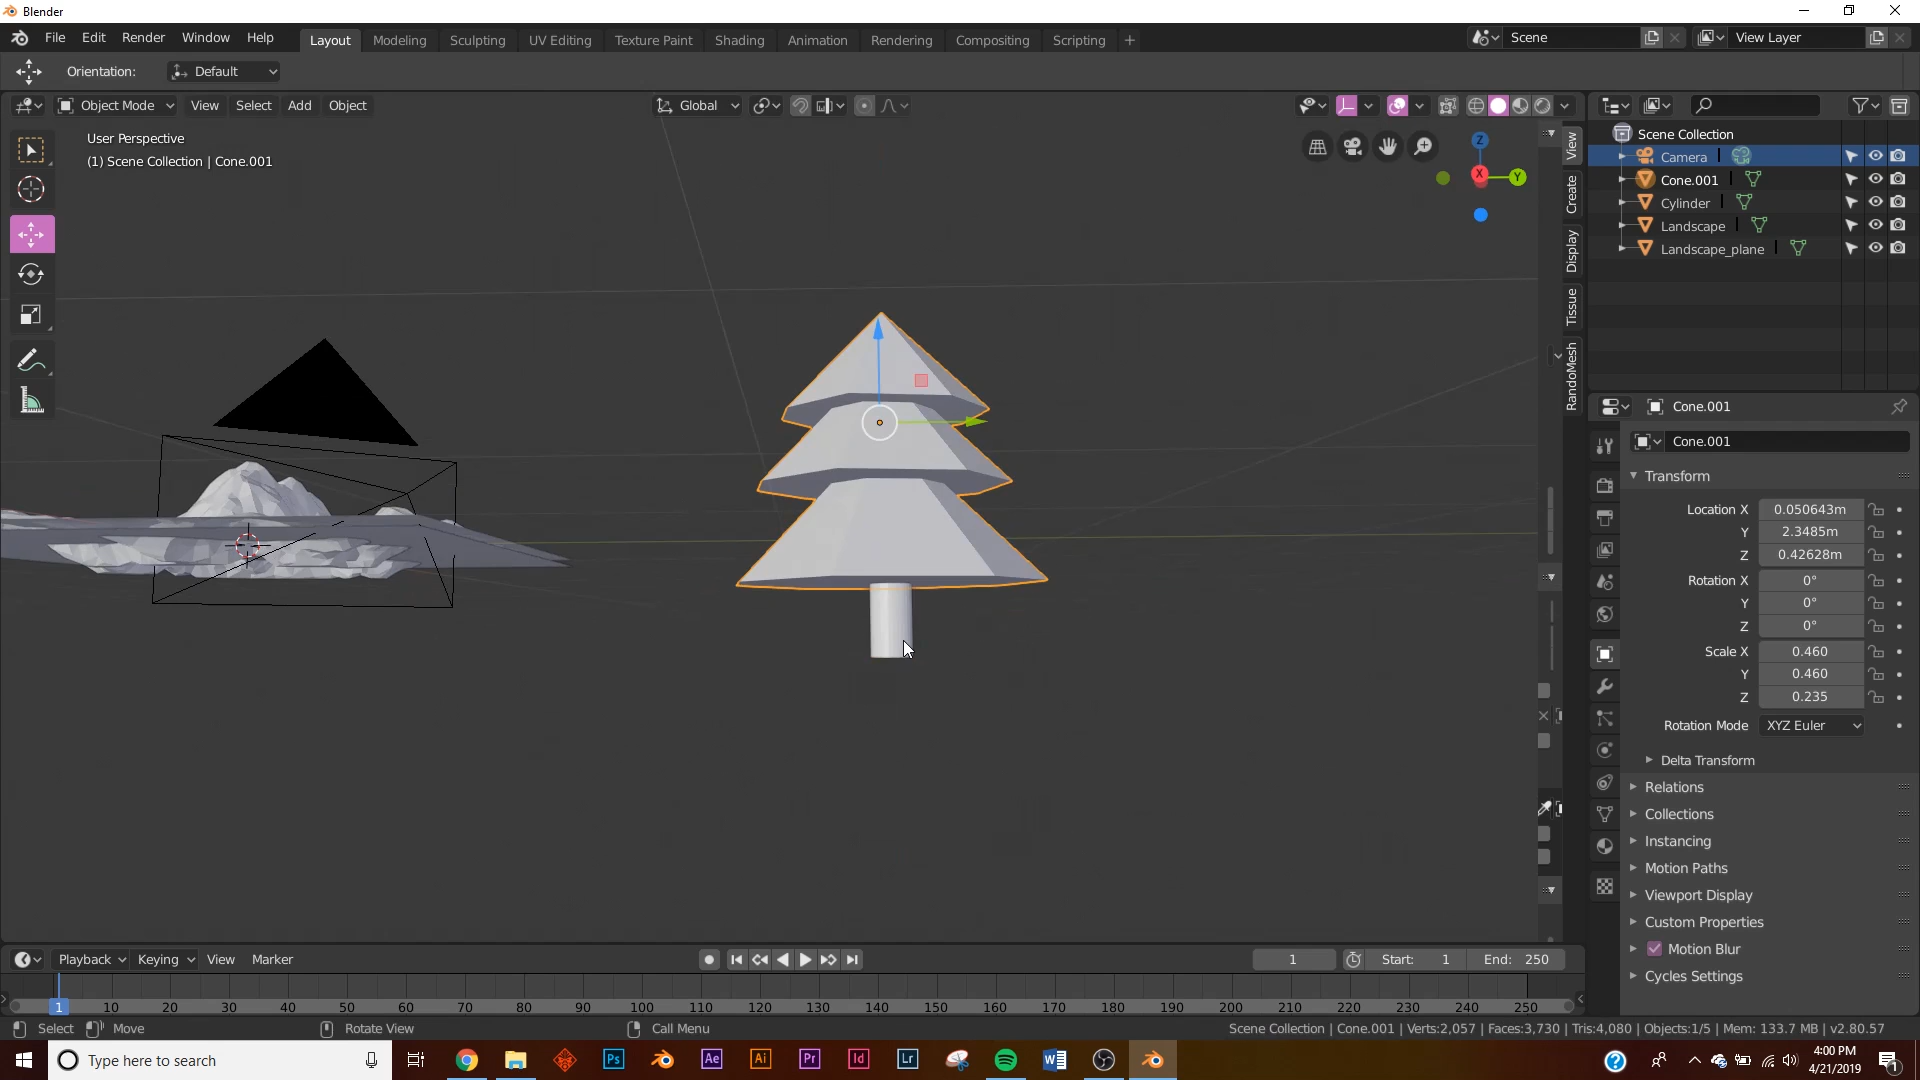 Blender
File Edit Render Window Help Layout Modeling Sculpting UV Editing Texture Paint Shading Animation Rendering Compositing Scripting + Scene View Layer
Orientation: Default
Object Mode View Select Add Object Global
User Perspective
(1) Scene Collection | Cone.001
Z
X
Y
View
Create
Display
Tissue
RandoMesh
Scene Collection
Camera
Cone.001
Cylinder
Landscape
Landscape_plane
Cone.001
Cone.001
Transform
Location X 0.050643m
Y 2.3485m
Z 0.42628m
Rotation X 0°
Y 0°
Z 0°
Scale X 0.460
Y 0.460
Z 0.235
Rotation Mode XYZ Euler
Delta Transform
Relations
Collections
Instancing
Motion Paths
Viewport Display
Custom Properties
Motion Blur
Cycles Settings
Playback Keying View Marker 1 Start: 1 End: 250
1 10 20 30 40 50 60 70 80 90 100 110 120 130 140 150 160 170 180 190 200 210 220 230 240 250
Select Move Rotate View Call Menu Scene Collection | Cone.001 | Verts:2,057 | Faces:3,730 | Tris:4,080 | Objects:1/5 | Mem: 133.7 MB | v2.80.57
Type here to search Ps Ae Ai Pr Id Lr
4:00 PM
4/21/2019
1